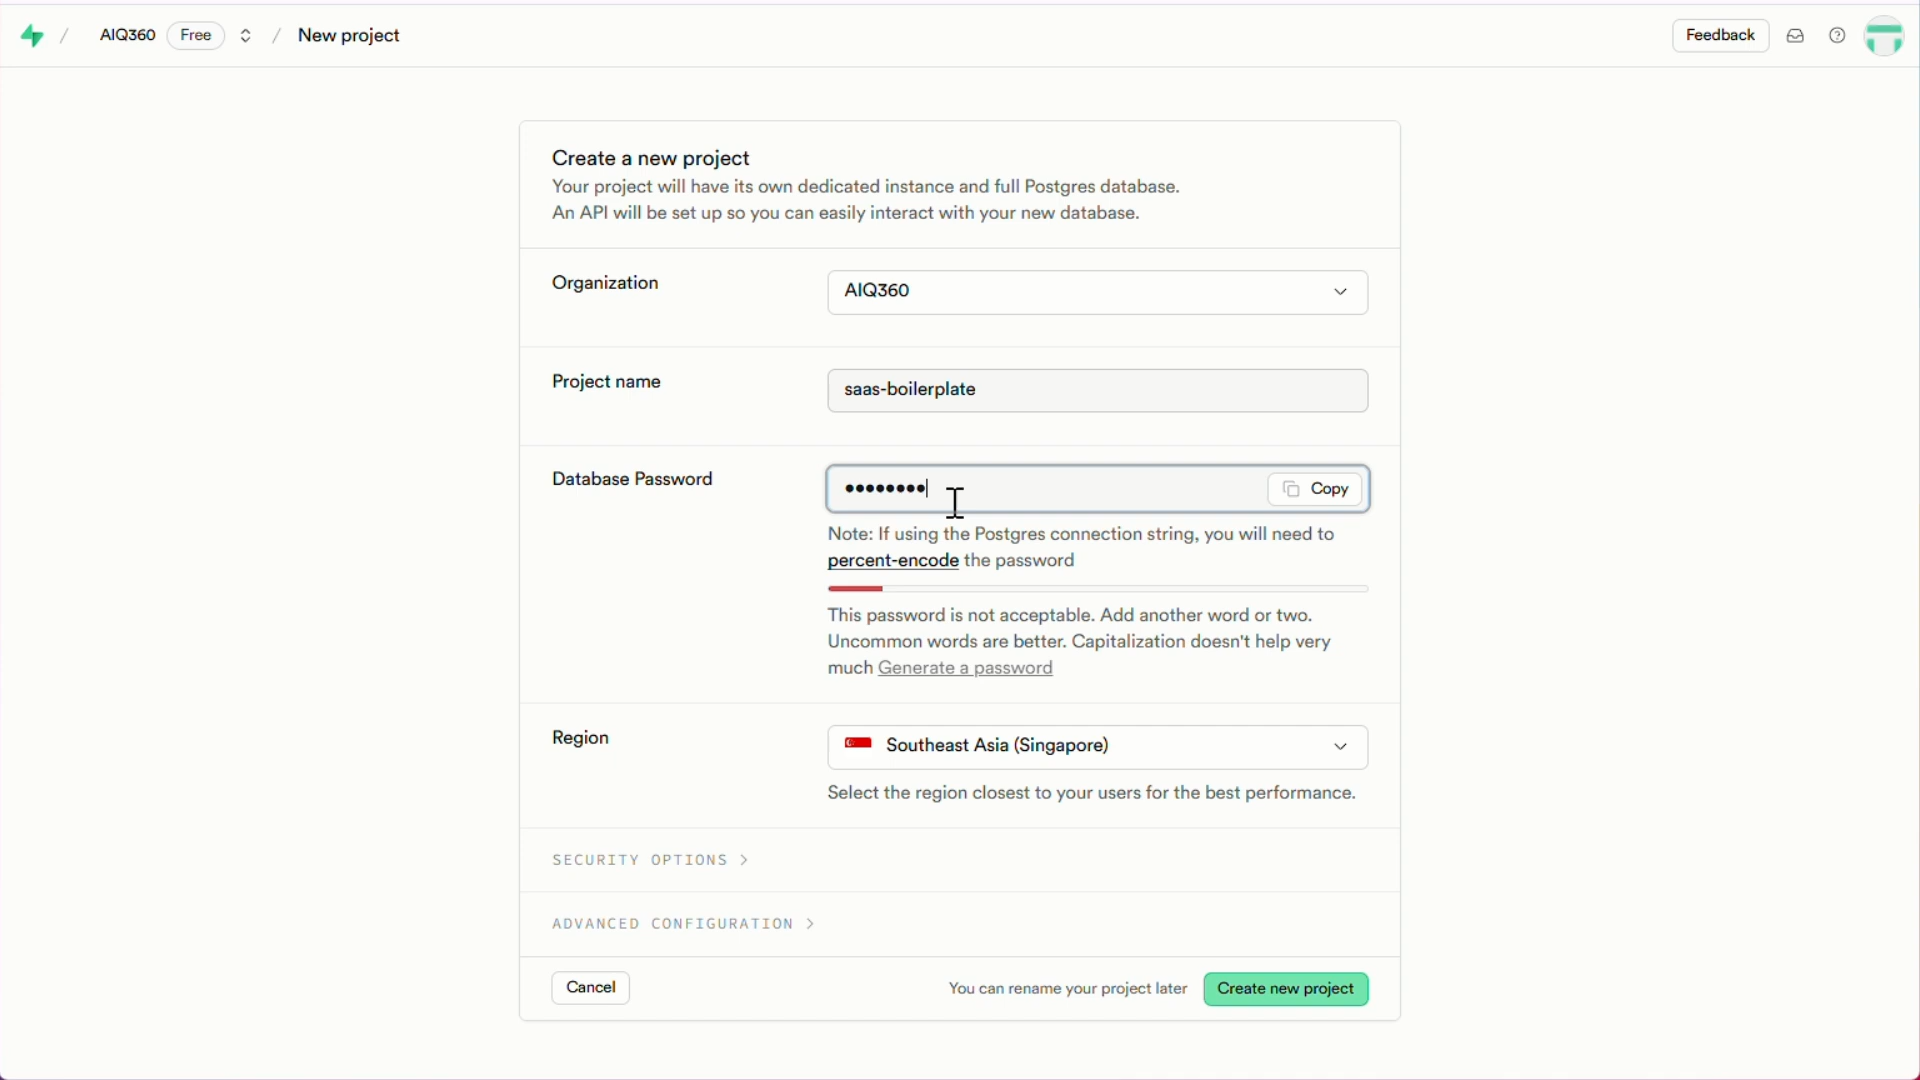 / AIQ360 Free / New project Feedback
Create a new project
Your project will have its own dedicated instance and full Postgres database.
An API will be set up so you can easily interact with your new database.
Organization
AIQ360
Project name
saas-boilerplate
Database Password
•••••••• Copy
Note: If using the Postgres connection string, you will need to
percent-encode the password
This password is not acceptable. Add another word or two.
Uncommon words are better. Capitalization doesn't help very
much Generate a password
Region
Southeast Asia (Singapore)
Select the region closest to your users for the best performance.
SECURITY OPTIONS >
ADVANCED CONFIGURATION >
Cancel You can rename your project later Create new project